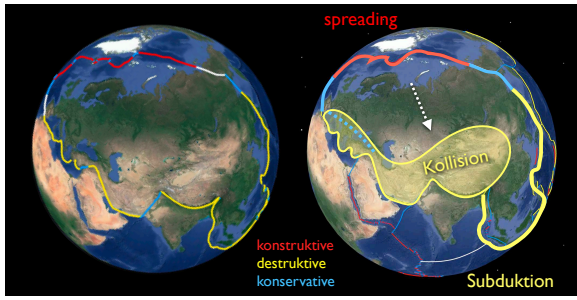 spreading
Kollision
konstruktive
destruktive
konservative
Subduktion